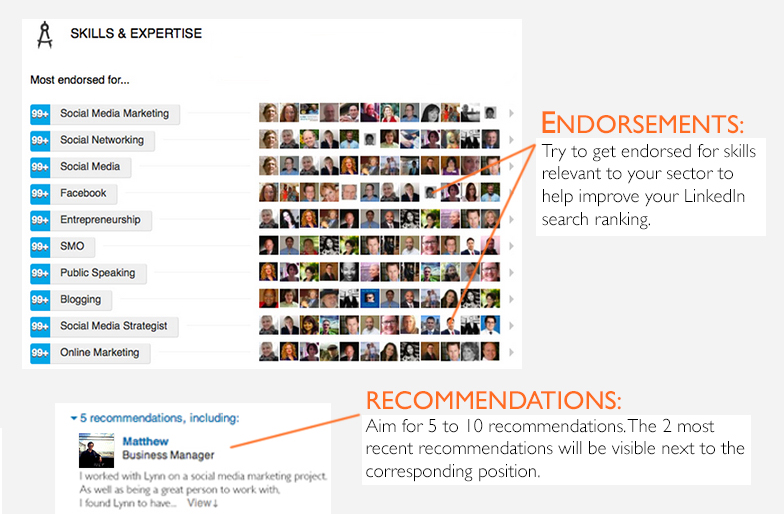 SKILLS & EXPERTISE
Most endorsed for...
99+ Social Media Marketing
99+ Social Networking
99+ Social Media
99+ Facebook
99+ Entrepreneurship
99+ SMO
99+ Public Speaking
99+ Blogging
99+ Social Media Strategist
99+ Online Marketing
ENDORSEMENTS:
Try to get endorsed for skills
relevant to your sector to
help improve your LinkedIn
search ranking.
RECOMMENDATIONS:
Aim for 5 to 10 recommendations. The 2 most
recent recommendations will be visible next to the
corresponding position.
5 recommendations, including:
Matthew
Business Manager
I worked with Lynn on a social media marketing project.
As well as being a great person to work with,
I found Lynn to have... View↓